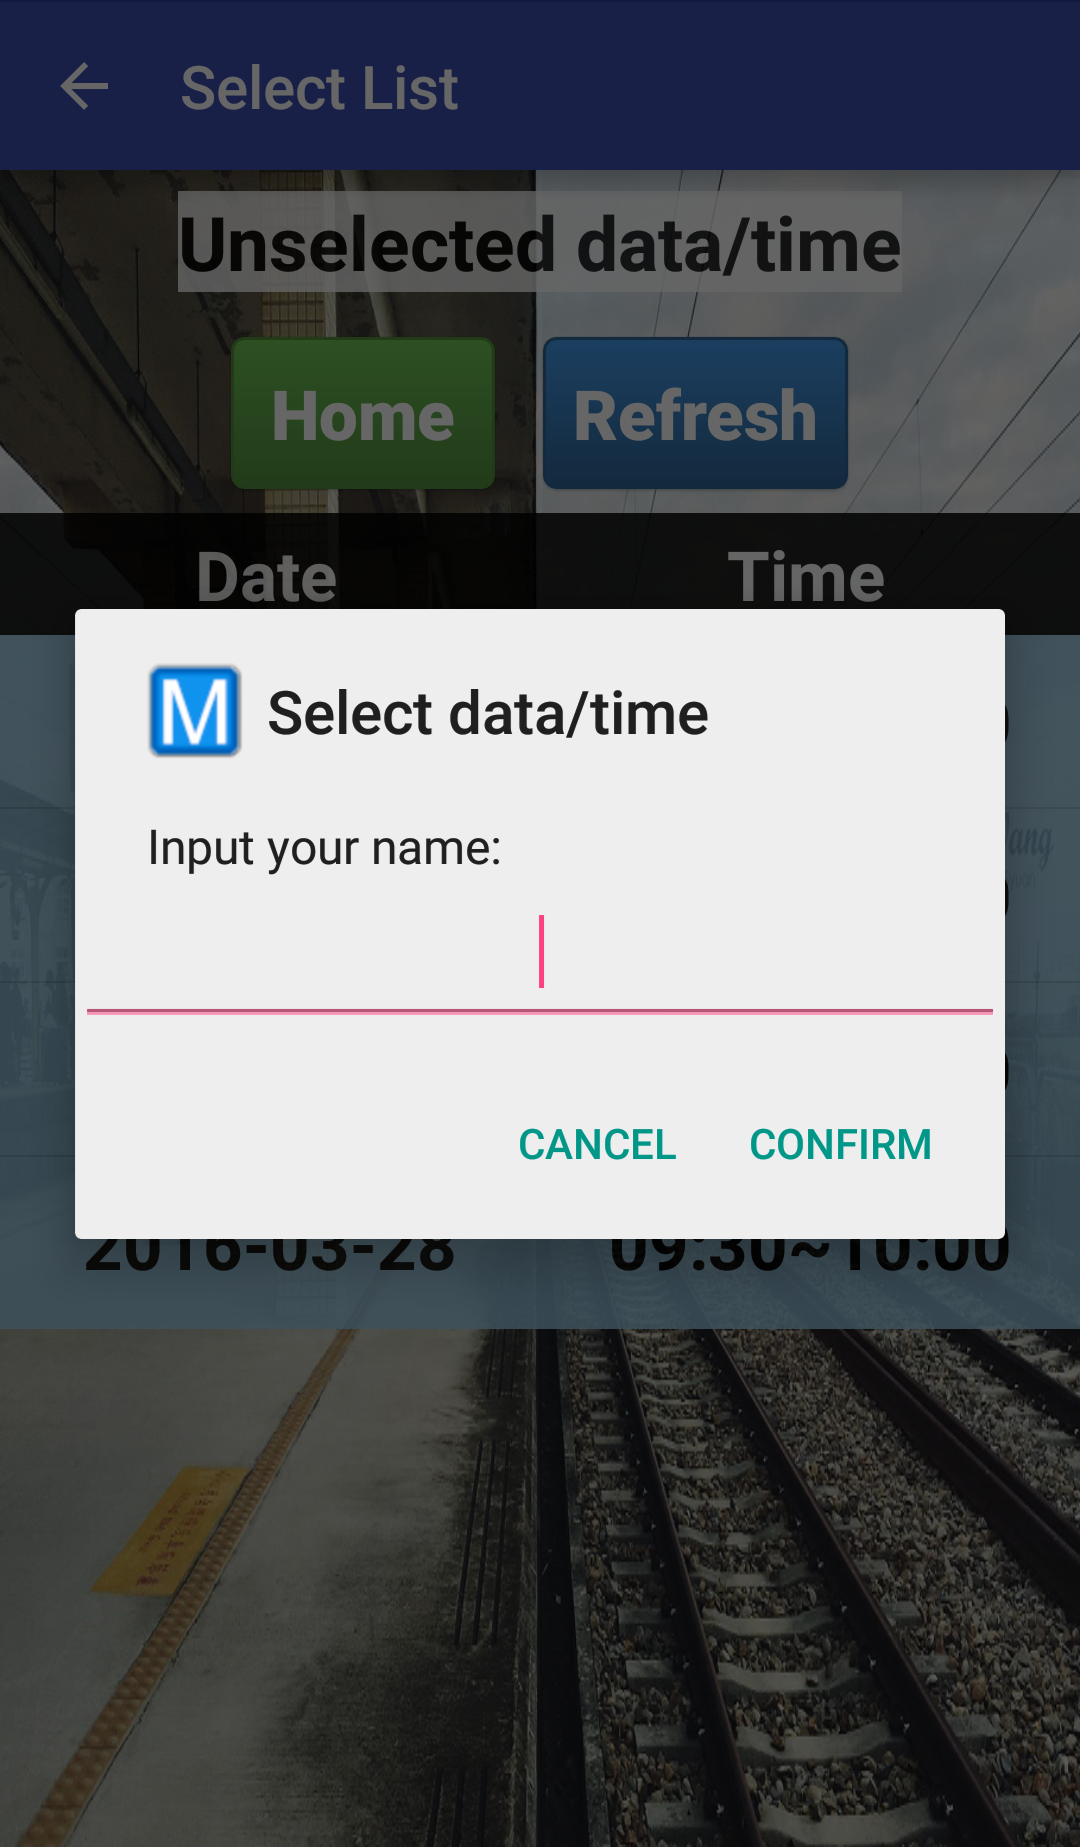 Select List
Unselected data/time
Home Refresh
Date Time
M Select data/time
Input your name:
CANCEL CONFIRM
2016-03-28 09:30~10:00